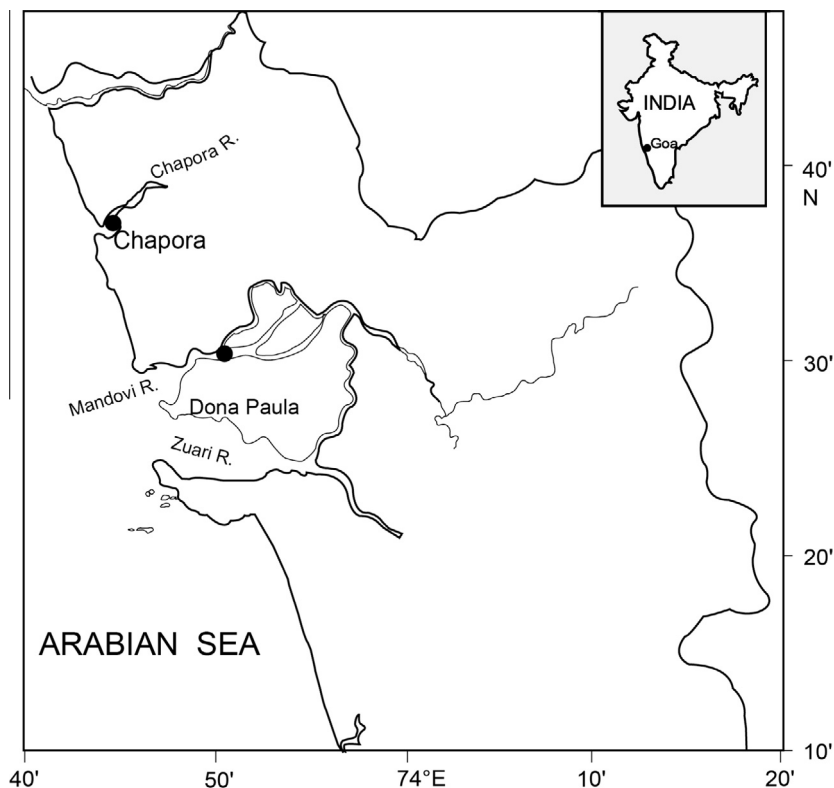 INDIA
Goa
40'
N
Chapora R.
Chapora
30'
Mandovi R.
Dona Paula
Zuari R.
20'
ARABIAN SEA
10'
40'
50'
74°E
10'
20'